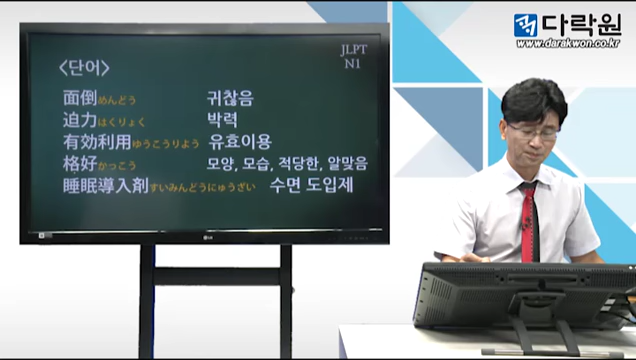 다락원
www.darakwon.co.kr
JLPT
N1
<단어>
面倒めんどう 귀찮음
迫力はくりょく 박력
有効利用ゆうこうりよう 유효이용
格好かっこう 모양, 모습, 적당한, 알맞음
睡眠導入剤すいみんどうにゅうざい 수면 도입제
LG